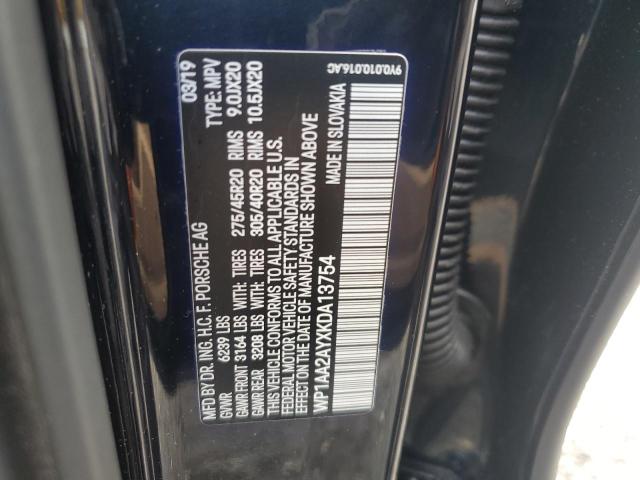 MFD BY DR. ING. H.C. F. PORSCHE AG 03/19
GVWR 6239 LBS TYPE: MPV
GAWR FRONT 3164 LBS WITH: TIRES 275/45R20 RIMS 9.0JX20
GAWR REAR 3208 LBS WITH: TIRES 305/40R20 RIMS 10.5JX20
THIS VEHICLE CONFORMS TO ALL APPLICABLE U.S.
FEDERAL MOTOR VEHICLE SAFETY STANDARDS IN
EFFECT ON THE DATE OF MANUFACTURE SHOWN ABOVE
WP1AA2AYXKDA13754 MADE IN SLOVAKIA
9Y0.010.016.AC